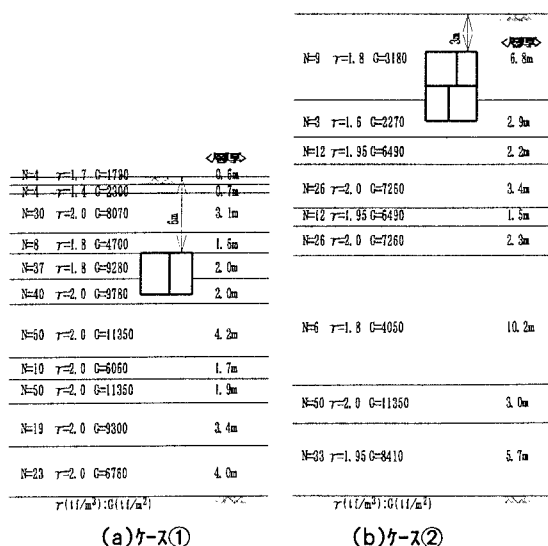 <層厚>
N=4 γ=1.7 G=1790 0.6m
N=4 γ=1.4 G=2300 0.7m
N=30 γ=2.0 G=8070 3.1m
6m
N=8 γ=1.8 G=4700 1.6m
N=37 γ=1.8 G=9280 2.0m
N=40 γ=2.0 G=9780 2.0m
N=50 γ=2.0 G=11350 4.2m
N=10 γ=2.0 G=6060 1.7m
N=50 γ=2.0 G=11350 1.9m
N=19 γ=2.0 G=9300 3.4m
N=23 γ=2.0 G=6760 4.0m
γ(tf/m³):G(tf/m²)
(a)ケース①
3m
<層厚>
N=9 γ=1.8 G=3180 6.8m
N=3 γ=1.6 G=2270 2.9m
N=12 γ=1.95 G=6490 2.2m
N=26 γ=2.0 G=7260 3.4m
N=12 γ=1.95 G=6490 1.5m
N=26 γ=2.0 G=7260 2.3m
N=6 γ=1.8 G=4050 10.2m
N=50 γ=2.0 G=11350 3.0m
N=33 γ=1.95 G=8410 5.7m
γ(tf/m³):G(tf/m²)
(b)ケース②